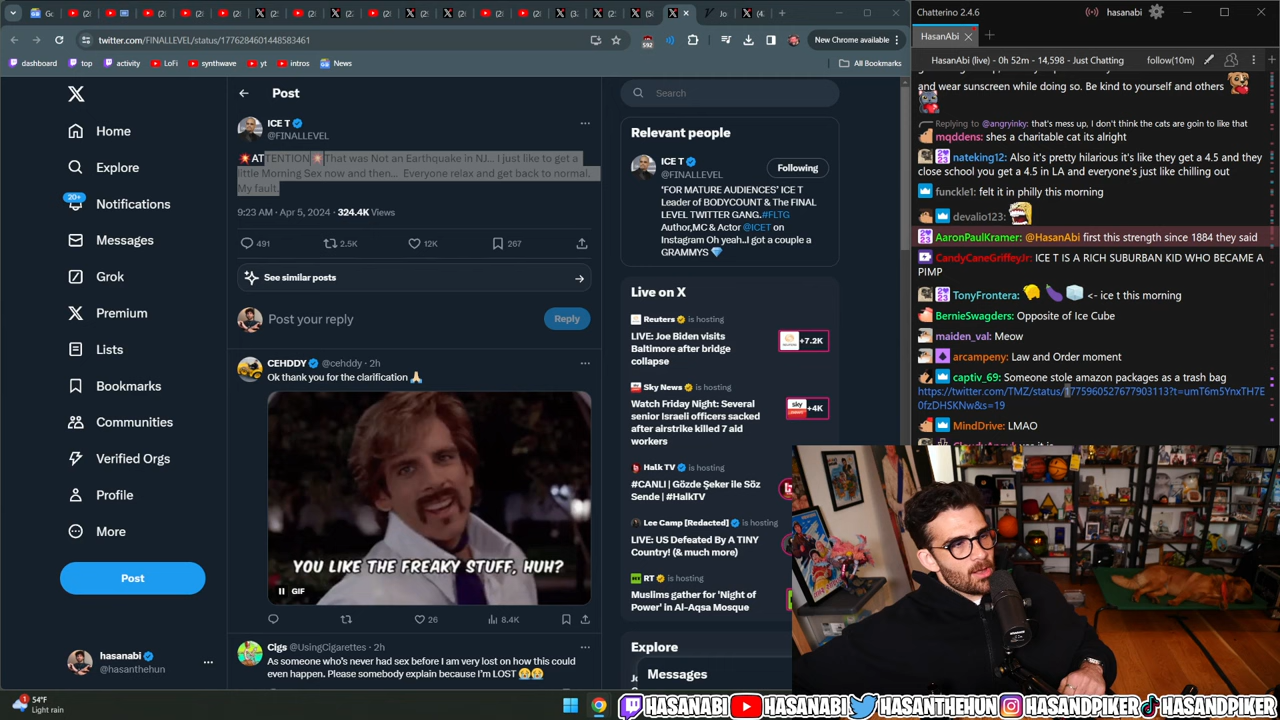 twitter.com/FINALLEVEL/status/1776284601448583461
592
New Chrome available
dashboard
top
activity
LoFi
synthwave
yt
intros
News
All Bookmarks
Home
Explore
20+
Notifications
Messages
Grok
Premium
Lists
Bookmarks
Communities
Verified Orgs
Profile
More
Post
hasanabi
@hasanthehun
Post
ICE T
@FINALLEVEL
💥ATTENTION💥That was Not an Earthquake in NJ... I just like to get a
little Morning Sex now and then... Everyone relax and get back to normal.
My fault.
9:23 AM · Apr 5, 2024 · 324.4K Views
491
2.5K
12K
267
See similar posts
Post your reply
Reply
CEHDDY @cehddy · 2h
Ok thank you for the clarification 🙏🏻
YOU LIKE THE FREAKY STUFF, HUH?
GIF
26
8.4K
Cigs @UsingCigarettes · 2h
As someone who's never had sex before I am very lost on how this could
even happen. Please somebody explain because I'm LOST 😭😭
Search
Relevant people
ICE T
@FINALLEVEL
Following
'FOR MATURE AUDIENCES' ICE T
Leader of BODYCOUNT & The FINAL
LEVEL TWITTER GANG.#FLTG
Author,MC & Actor @ICET on
Instagram Oh yeah..I got a couple a
GRAMMYS 💎
Live on X
Reuters is hosting
LIVE: Joe Biden visits
Baltimore after bridge
collapse
+7.2K
Sky News is hosting
Watch Friday Night: Several
senior Israeli officers sacked
after airstrike killed 7 aid
workers
+4K
Halk TV is hosting
#CANLI | Gözde Şeker ile Söz
Sende | #HalkTV
Lee Camp [Redacted] is hosting
LIVE: US Defeated By A TINY
Country! (& much more)
RT is hosting
Muslims gather for 'Night of
Power' in Al-Aqsa Mosque
Explore
Messages
Chatterino 2.4.6
hasanabi
HasanAbi
HasanAbi (live) - 0h 52m - 14,598 - Just Chatting
follow(10m)
and wear sunscreen while doing so. Be kind to yourself and others
Replying to @angryinky: that's mess up, I don't think the cats are goin to like that
mqddens: shes a charitable cat its alright
nateking12: Also it's pretty hilarious it's like they get a 4.5 and they
close school you get a 4.5 in LA and everyone's just like chilling out
funckle1: felt it in philly this morning
devalio123:
AaronPaulKramer: @HasanAbi first this strength since 1884 they said
CandyCaneGriffeyJr: ICE T IS A RICH SUBURBAN KID WHO BECAME A
PIMP
TonyFrontera: <- ice t this morning
BernieSwagders: Opposite of Ice Cube
maiden_val: Meow
arcampeny: Law and Order moment
captiv_69: Someone stole amazon packages as a trash bag
https://twitter.com/TMZ/status/1775960527677903113?t=umT6m5YnxTH7E
0fzDHSKNw&s=19
MindDrive: LMAO
54°F
Light rain
HASANABI
HASANABI
HASANTHEHUN
HASANDPIKER
HASANDPIKER